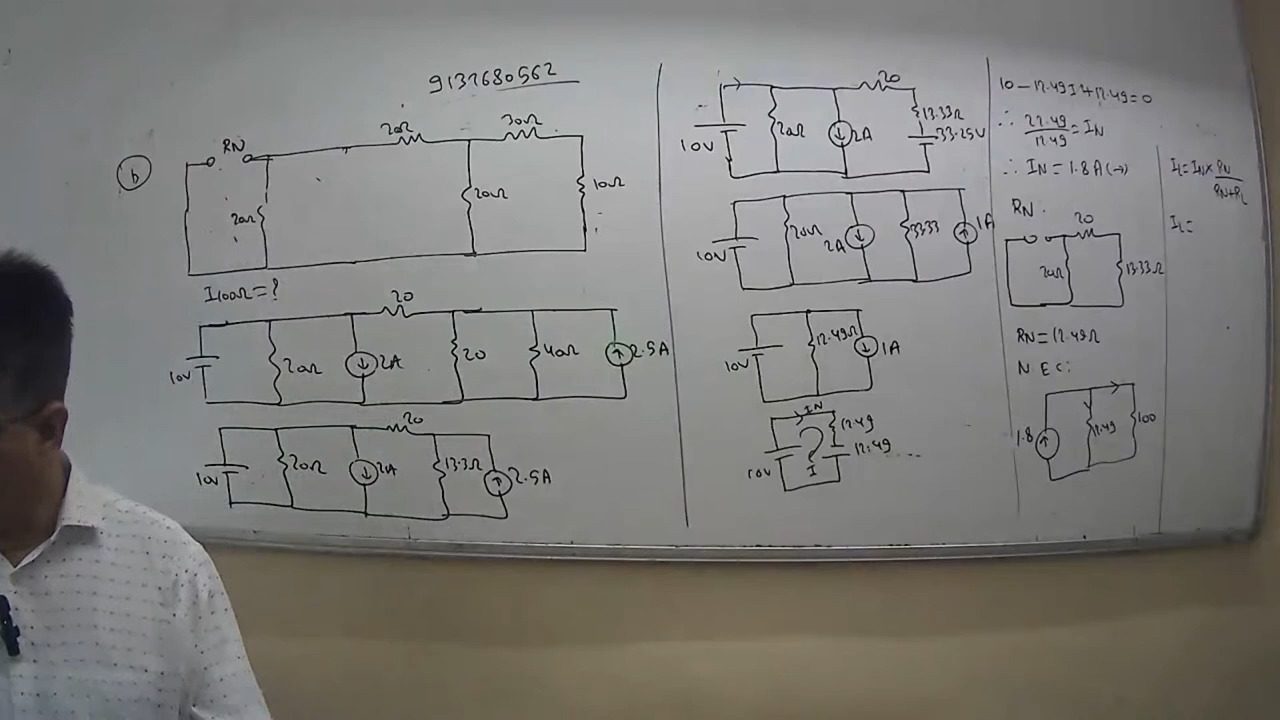 9137680562
b
RN
20Ω
30Ω
20Ω
20Ω
10Ω
I100Ω=?
20
10V
20Ω
2A
20
40Ω
2.5A
20
10V
20Ω
2A
13.3Ω
2.5A
20
10V
20Ω
2A
13.33Ω
33.25V
10V
20Ω
2A
33.33
1A
10V
12.49Ω
1A
IN
10V
I
12.49
12.49
10-12.49I+12.49=0
∴ 22.49/12.49=IN
∴ IN=1.8A(→)
RN.
20
20Ω
13.33Ω
RN=12.49Ω
NEC:
1.8
12.49
100
IL=IN×RN/RN+RL
IL=